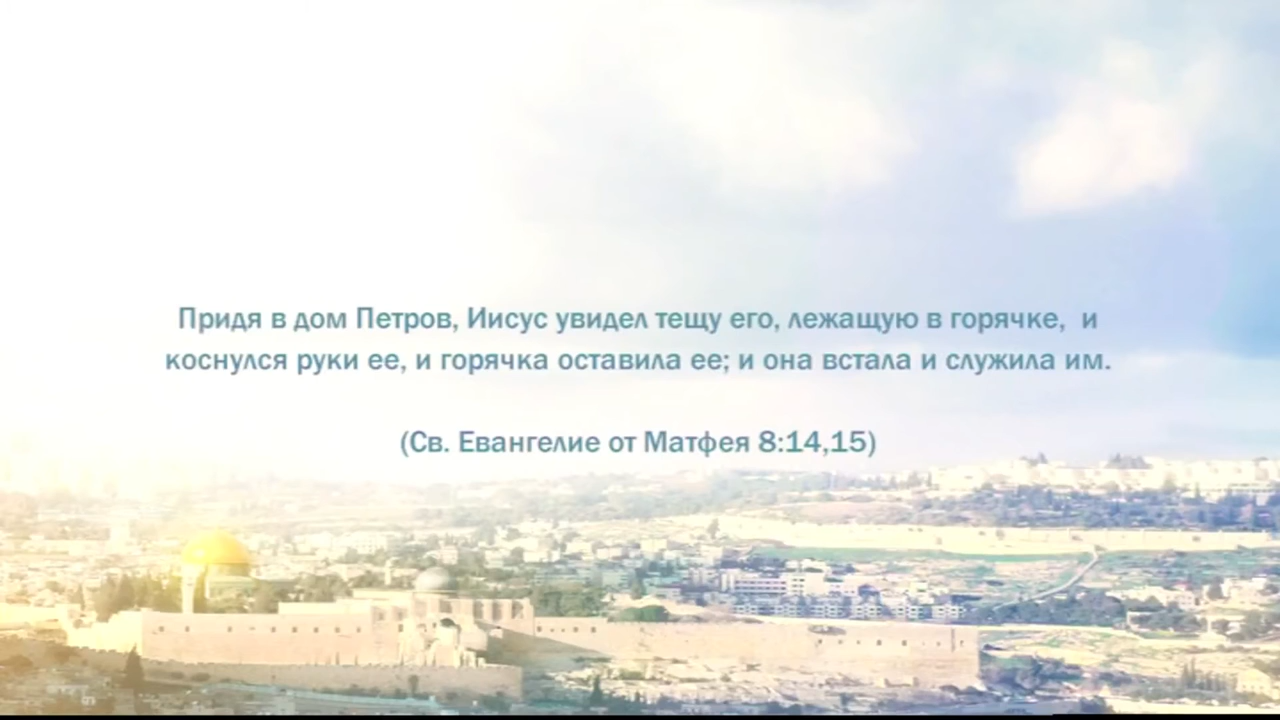 Придя в дом Петров, Иисус увидел тещу его, лежащую в горячке, и
коснулся руки ее, и горячка оставила ее; и она встала и служила им.
(Св. Евангелие от Матфея 8:14,15)